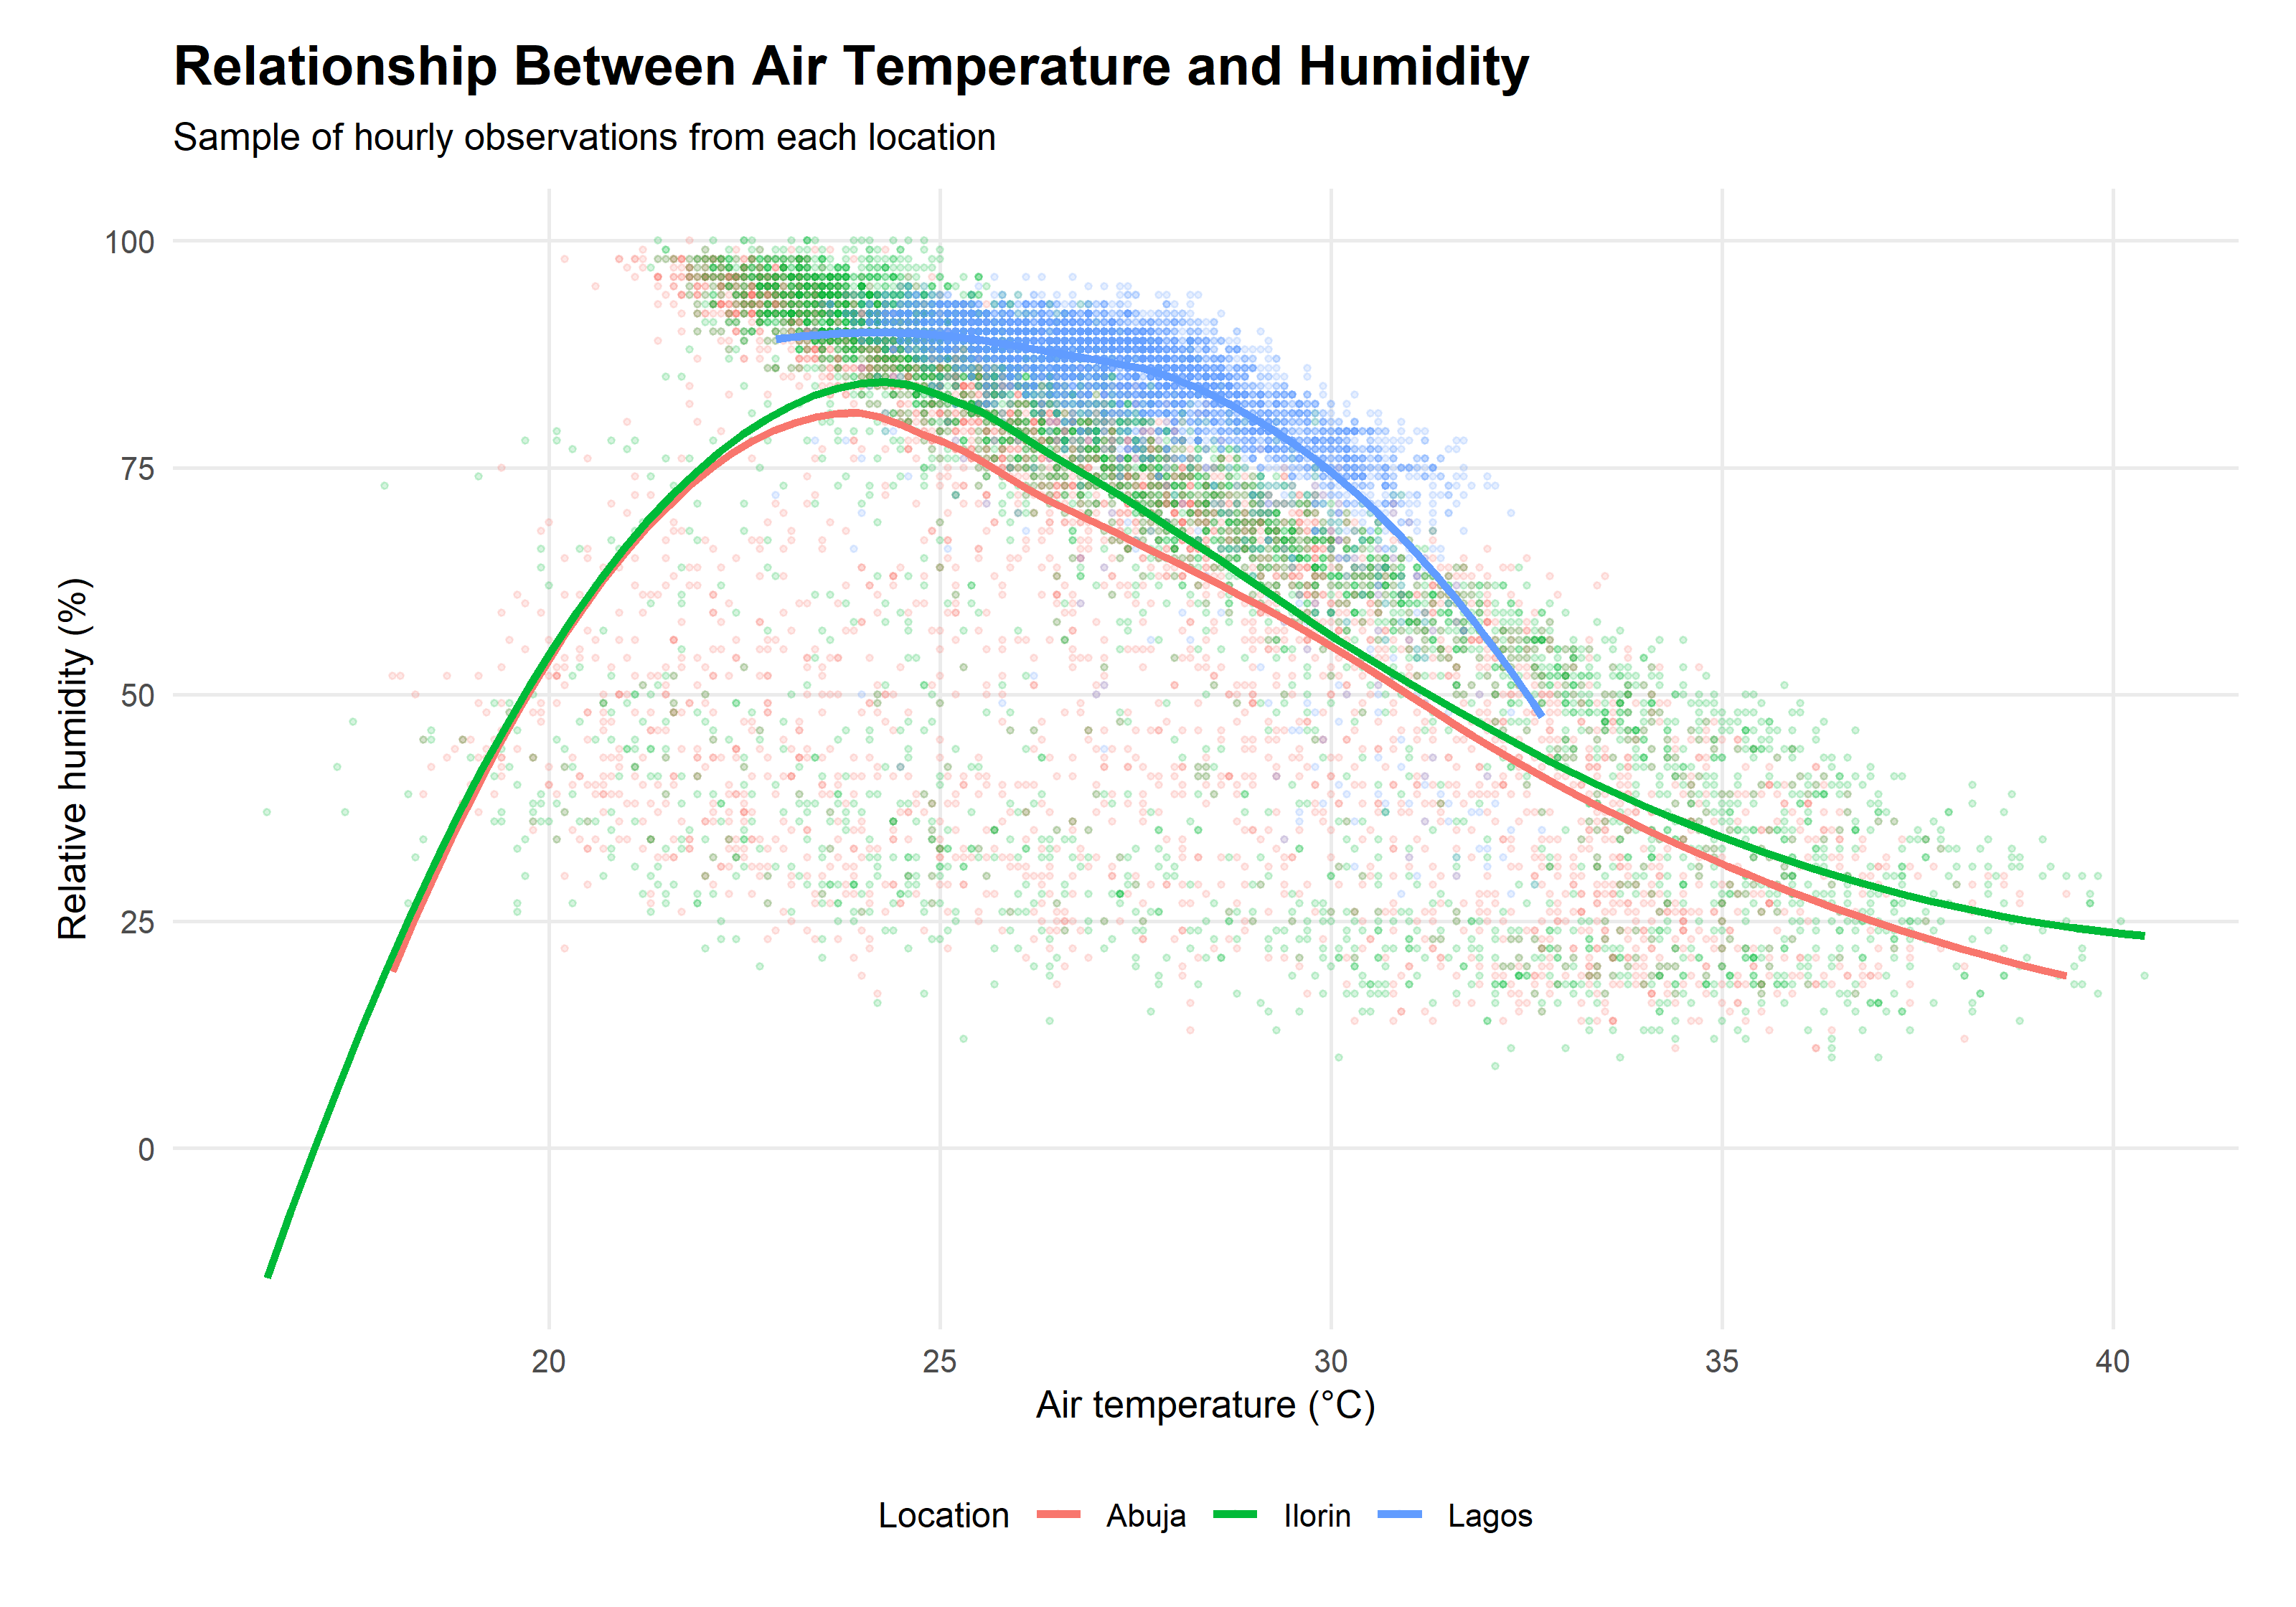 Relationship Between Air Temperature and Humidity
Sample of hourly observations from each location
100
75
50
25
0
Relative humidity (%)
20 25 30 35 40
Air temperature (°C)
Location Abuja Ilorin Lagos